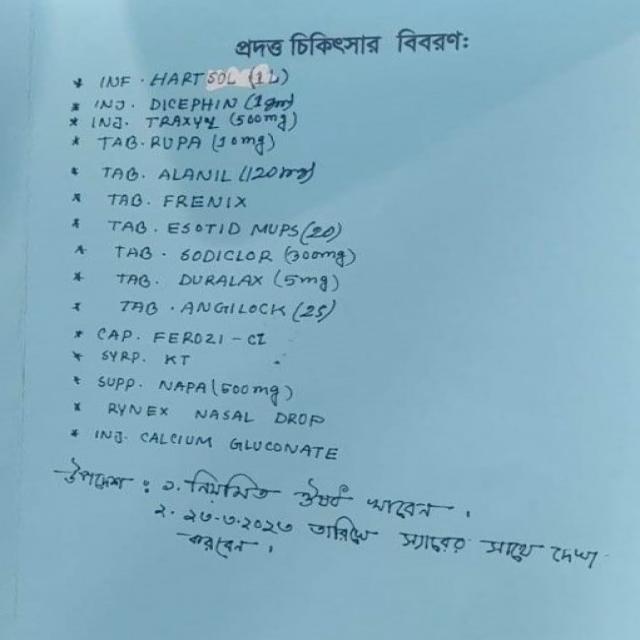 প্রদত্ত চিকিৎসার বিবরণঃ
* INF. HARTSOL (1L)
* INJ. DICEPHIN (1gm)
* INJ. TRAXYL (500mg)
* TAB. RUPA (10mg)
* TAB. ALANIL (120mg)
* TAB. FRENIX
* TAB. ESOTID MUPS (20)
* TAB. SODICLOR (300mg)
* TAB. DURALAX (5mg)
* TAB. ANGILOCK (25)
* CAP. FEROZI-CI
* SYRP. KT
* SUPP. NAPA (500mg)
* RYNEX NASAL DROP
* INJ. CALCIUM GLUCONATE
উপদেশ : ১. নিয়মিত ঔষধ খাবেন ।
২. ২৩-৩-২০২৩ তারিখে স্যারের সাথে দেখা
করবেন ।